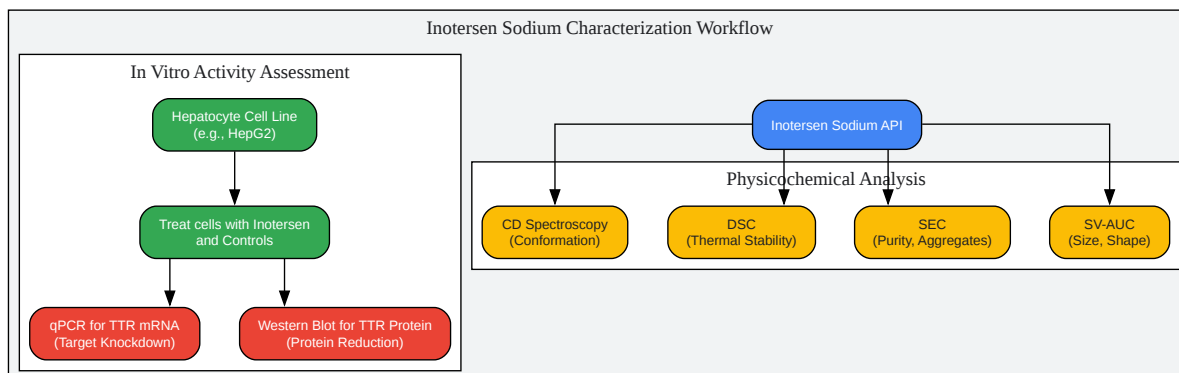 Inotersen Sodium Characterization Workflow
In Vitro Activity Assessment
Hepatocyte Cell Line
(e.g., HepG2)
Treat cells with Inotersen
and Controls
qPCR for TTR mRNA
(Target Knockdown)
Western Blot for TTR Protein
(Protein Reduction)
Inotersen Sodium API
Physicochemical Analysis
CD Spectroscopy
(Conformation)
DSC
(Thermal Stability)
SEC
(Purity, Aggregates)
SV-AUC
(Size, Shape)